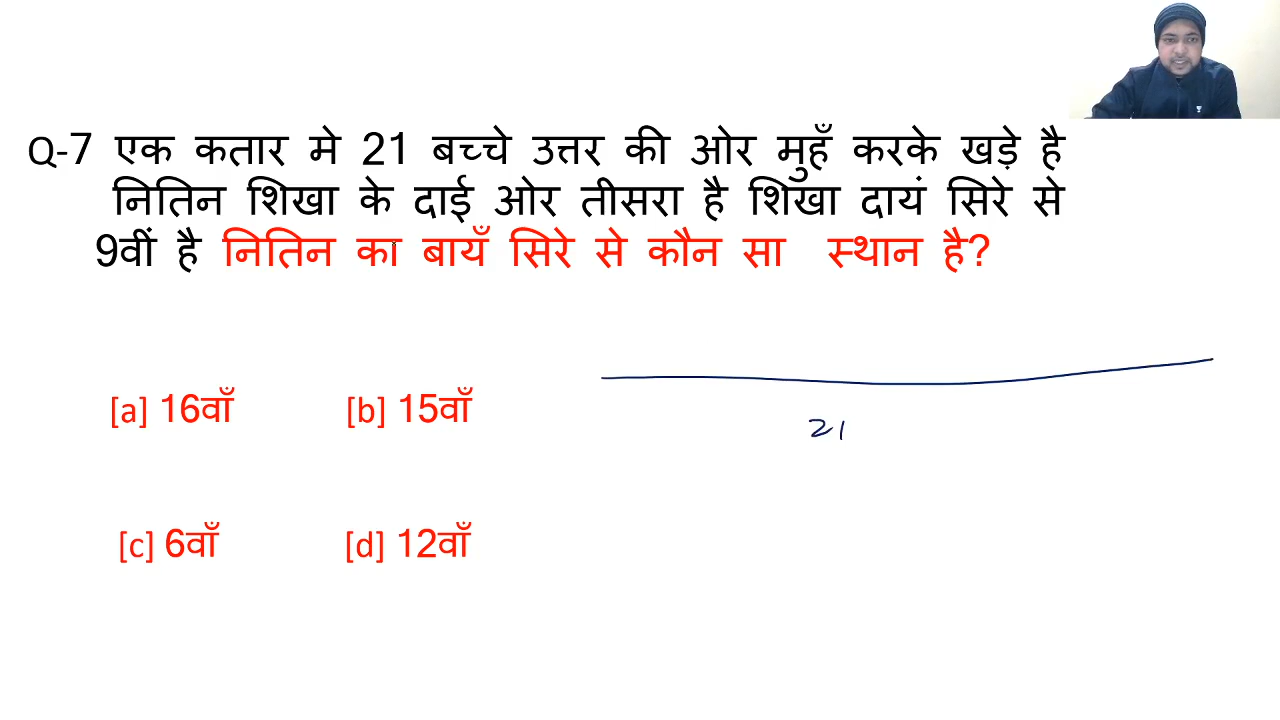 Q-7 एक कतार मे 21 बच्चे उत्तर की ओर मुहँ करके खड़े है
नितिन शिखा के दाई ओर तीसरा है शिखा दायं सिरे से
9वीं है नितिन का बायँ सिरे से कौन सा स्थान है?
[a] 16वाँ [b] 15वाँ
21
[c] 6वाँ [d] 12वाँ